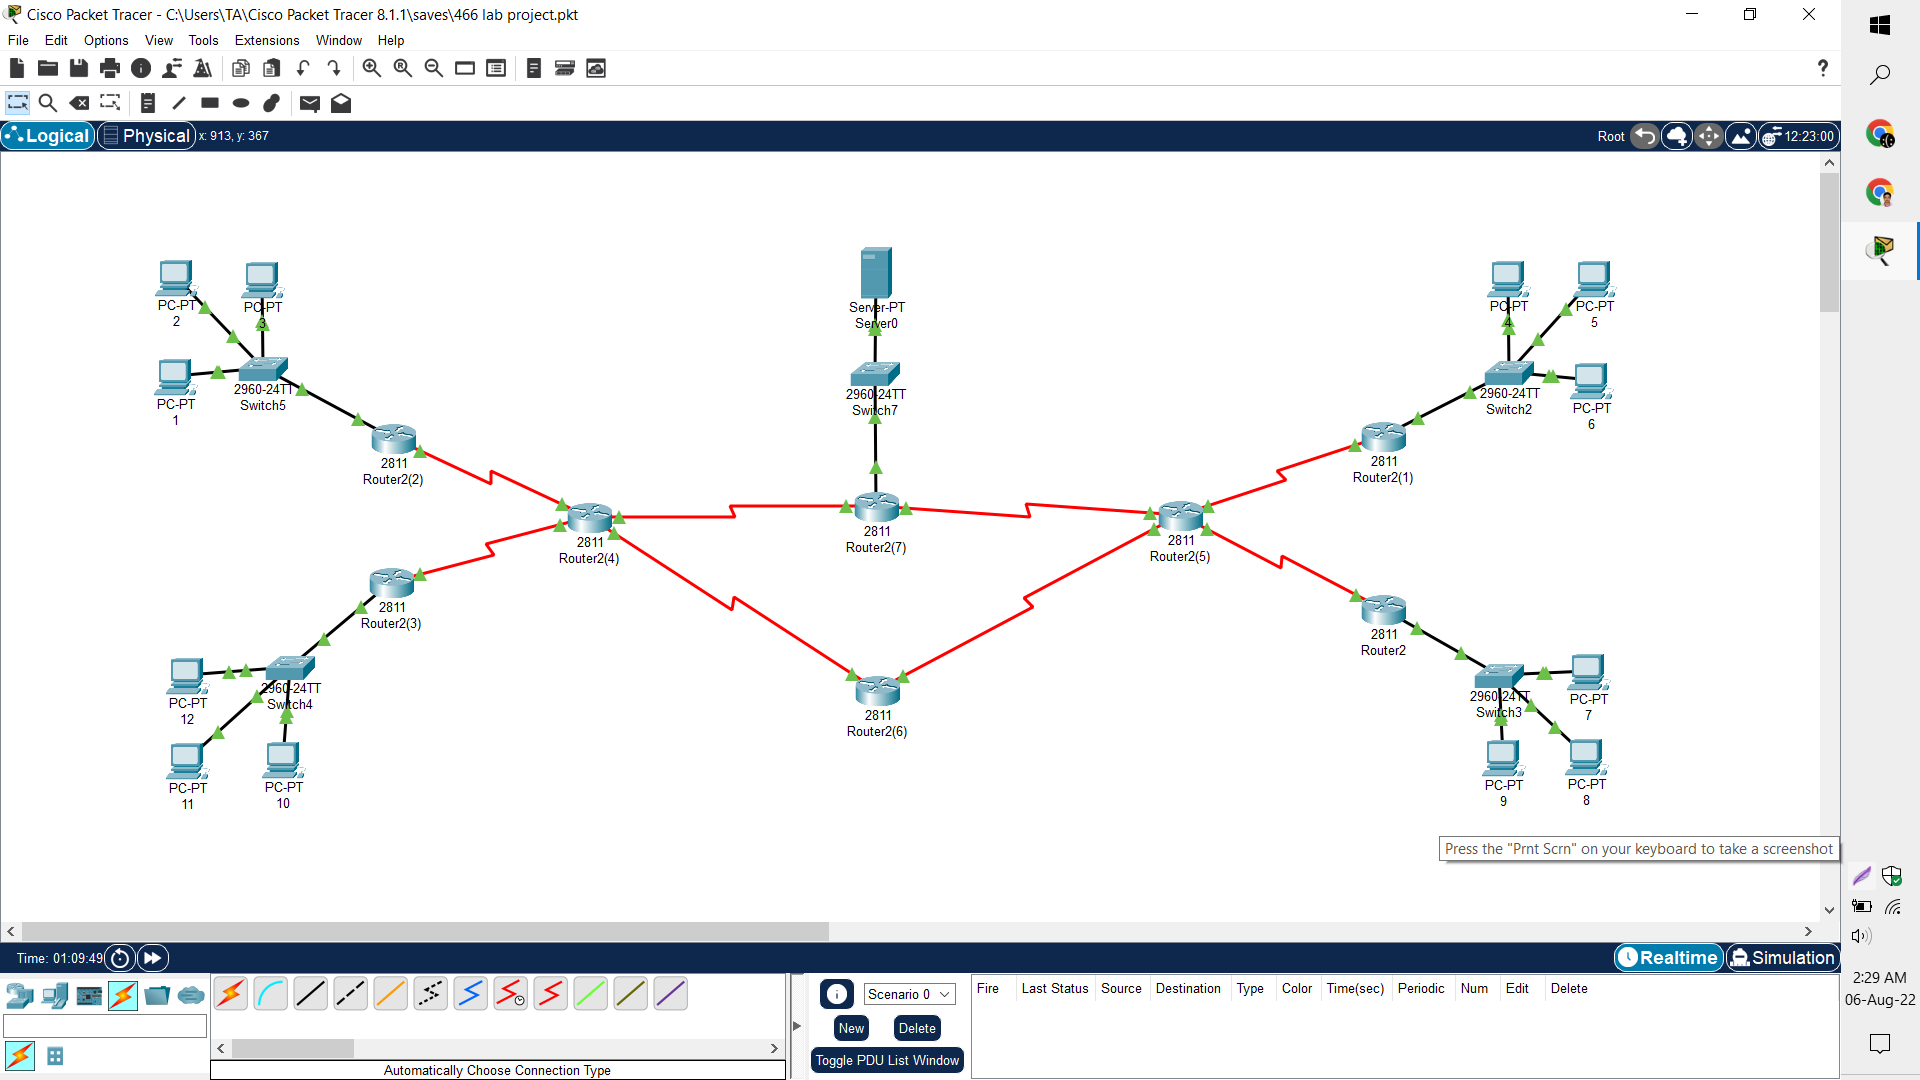 Cisco Packet Tracer - C:\Users\TA\Cisco Packet Tracer 8.1.1\saves\466 lab project.pkt
File Edit Options View Tools Extensions Window Help
?
Logical Physical x: 913, y: 367 Root 12:23:00
PC-PT
2
PC-PT
3
PC-PT
1
2960-24TT
Switch5
2811
Router2(2)
Server-PT
Server0
2960-24TT
Switch7
PC-PT
4
PC-PT
5
PC-PT
6
2960-24TT
Switch2
2811
Router2(1)
2811
Router2(4)
2811
Router2(7)
2811
Router2(5)
2811
Router2(3)
2811
Router2
2960-24TT
Switch4
PC-PT
12
PC-PT
11
PC-PT
10
2811
Router2(6)
2960-24TT
Switch3
PC-PT
7
PC-PT
9
PC-PT
8
Press the "Prnt Scrn" on your keyboard to take a screenshot
Time: 01:09:49 Realtime Simulation
Scenario 0
New Delete
Toggle PDU List Window
Fire Last Status Source Destination Type Color Time(sec) Periodic Num Edit Delete
Automatically Choose Connection Type
2:29 AM
06-Aug-22